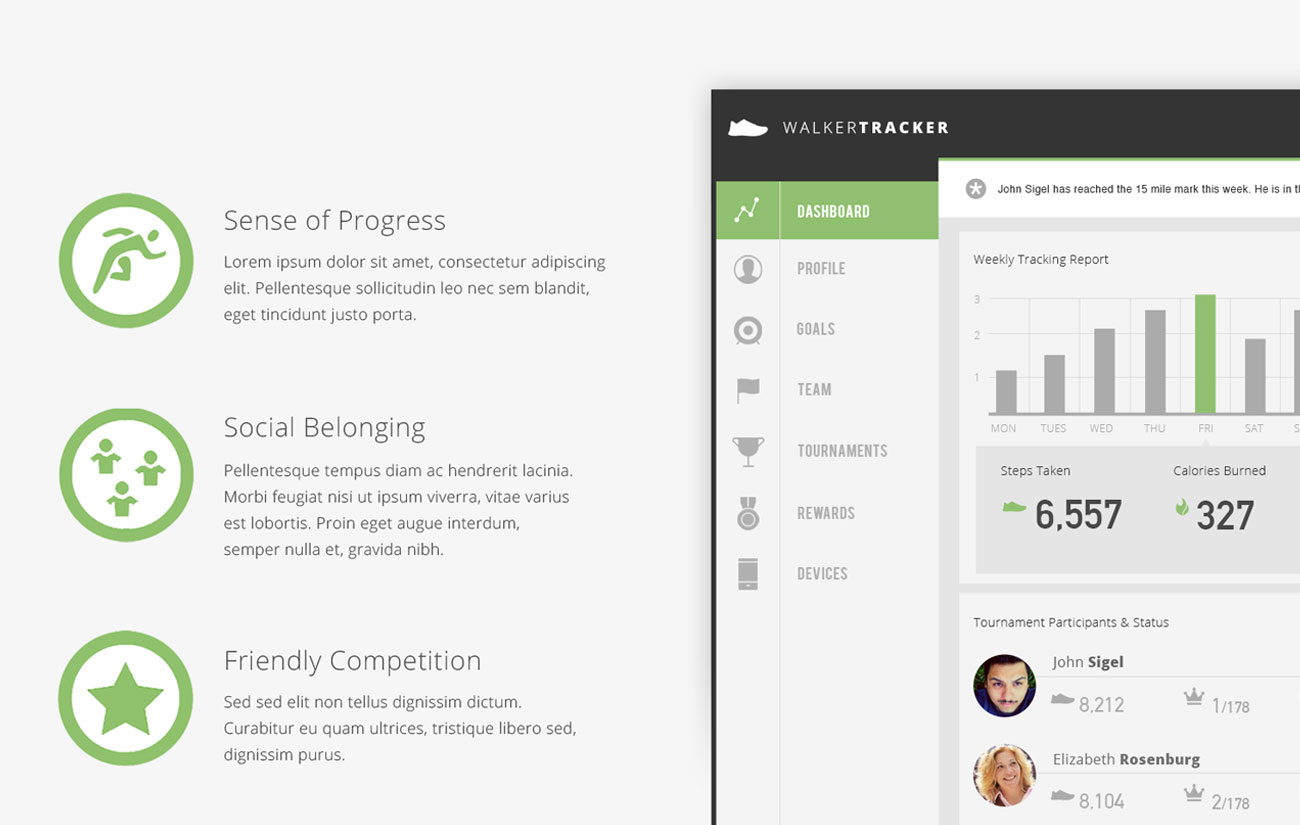 Sense of Progress
Lorem ipsum dolor sit amet, consectetur adipiscing
elit. Pellentesque sollicitudin leo nec sem blandit,
eget tincidunt justo porta.
Social Belonging
Pellentesque tempus diam ac hendrerit lacinia.
Morbi feugiat nisi ut ipsum viverra, vitae varius
est lobortis. Proin eget augue interdum,
semper nulla et, gravida nibh.
Friendly Competition
Sed sed elit non tellus dignissim dictum.
Curabitur eu quam ultrices, tristique libero sed,
dignissim purus.
WALKERTRACKER
DASHBOARD
PROFILE
GOALS
TEAM
TOURNAMENTS
REWARDS
DEVICES
John Sigel has reached the 15 mile mark this week. He is in
Weekly Tracking Report
3
2
1
MON TUES WED THU FRI SAT
Steps Taken Calories Burned
6,557 327
Tournament Participants & Status
John Sigel
8,212 1/178
Elizabeth Rosenburg
8,104 2/178